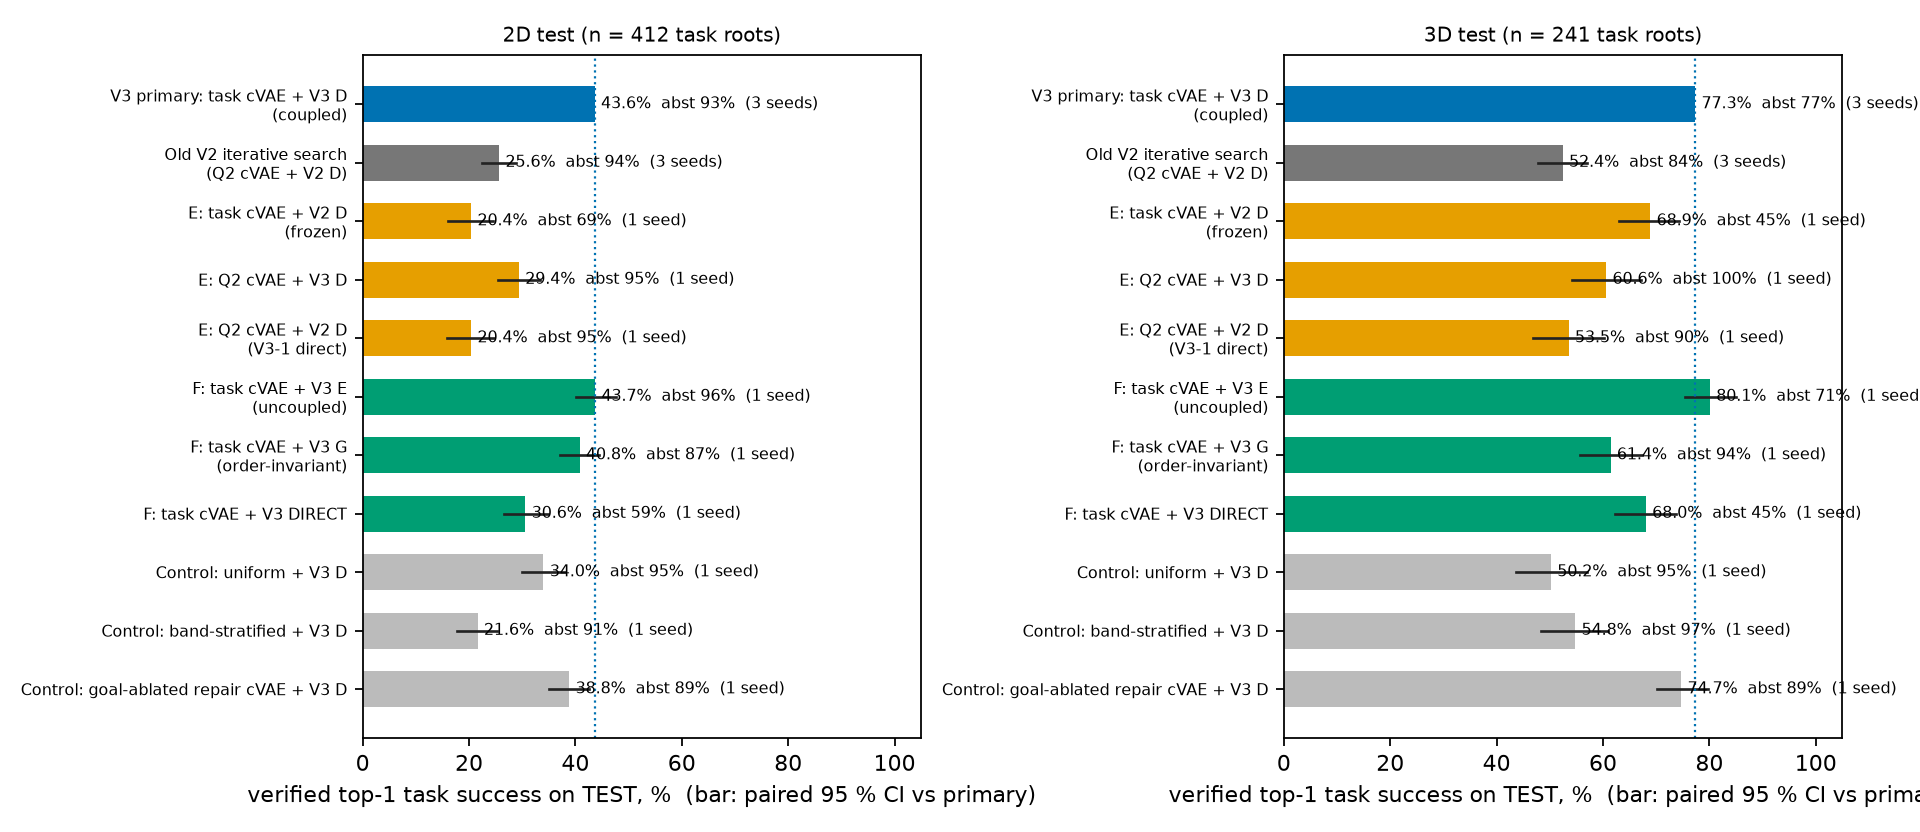 2D test (n = 412 task roots)
V3 primary: task cVAE + V3 D
(coupled)
43.6%  abst 93%  (3 seeds)
Old V2 iterative search
(Q2 cVAE + V2 D)
25.6%  abst 94%  (3 seeds)
E: task cVAE + V2 D
(frozen)
20.4%  abst 69%  (1 seed)
E: Q2 cVAE + V3 D
29.4%  abst 95%  (1 seed)
E: Q2 cVAE + V2 D
(V3-1 direct)
20.4%  abst 95%  (1 seed)
F: task cVAE + V3 E
(uncoupled)
43.7%  abst 96%  (1 seed)
F: task cVAE + V3 G
(order-invariant)
40.8%  abst 87%  (1 seed)
F: task cVAE + V3 DIRECT
30.6%  abst 59%  (1 seed)
Control: uniform + V3 D
34.0%  abst 95%  (1 seed)
Control: band-stratified + V3 D
21.6%  abst 91%  (1 seed)
Control: goal-ablated repair cVAE + V3 D
38.8%  abst 89%  (1 seed)
0 20 40 60 80 100
verified top-1 task success on TEST, %  (bar: paired 95 % CI vs primary)
3D test (n = 241 task roots)
V3 primary: task cVAE + V3 D
(coupled)
77.3%  abst 77%  (3 seeds)
Old V2 iterative search
(Q2 cVAE + V2 D)
52.4%  abst 84%  (3 seeds)
E: task cVAE + V2 D
(frozen)
68.9%  abst 45%  (1 seed)
E: Q2 cVAE + V3 D
60.6%  abst 100%  (1 seed)
E: Q2 cVAE + V2 D
(V3-1 direct)
53.5%  abst 90%  (1 seed)
F: task cVAE + V3 E
(uncoupled)
80.1%  abst 71%  (1 seed
F: task cVAE + V3 G
(order-invariant)
61.4%  abst 94%  (1 seed)
F: task cVAE + V3 DIRECT
68.0%  abst 45%  (1 seed)
Control: uniform + V3 D
50.2%  abst 95%  (1 seed)
Control: band-stratified + V3 D
54.8%  abst 97%  (1 seed)
Control: goal-ablated repair cVAE + V3 D
74.7%  abst 89%  (1 seed)
0 20 40 60 80 100
verified top-1 task success on TEST, %  (bar: paired 95 % CI vs prima